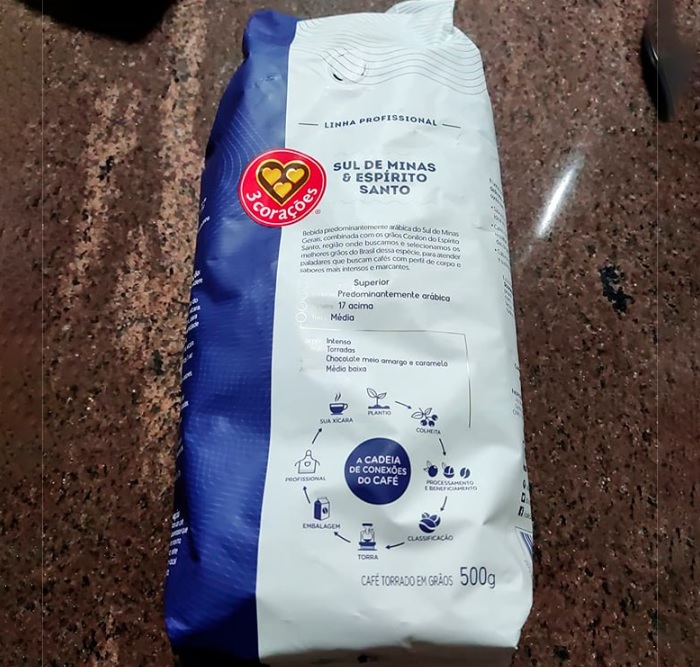 LINHA PROFISSIONAL
3 corações
SUL DE MINAS
& ESPÍRITO
SANTO
Bebida predominantemente arábica do Sul de Minas
Gerais, combinada com os grãos Conilon do Espírito
Santo, região onde buscamos e selecionamos os
melhores grãos do Brasil dessa espécie, para atender
paladares que buscam cafés com perfil de corpo e
sabores mais intensos e marcantes.
Superior
Predominantemente arábica
17 acima
Média
Intenso
Torradas
Chocolate meio amargo e caramelo
Média baixa
SUA XÍCARA
PLANTIO
COLHEITA
PROCESSAMENTO
E BENEFICIAMENTO
CLASSIFICAÇÃO
TORRA
EMBALAGEM
PROFISSIONAL
A CADEIA
DE CONEXÕES
DO CAFÉ
CAFÉ TORRADO EM GRÃOS 500g